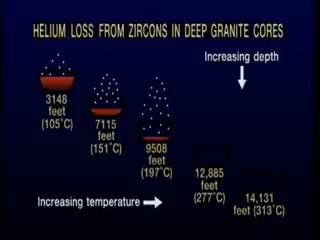 HELIUM LOSS FROM ZIRCONS IN DEEP GRANITE CORES
Increasing depth
3148
feet
(105°C)
7115
feet
(151°C)
9508
feet
(197°C)
12,885
feet
(277°C)
14,131
feet (313°C)
Increasing temperature